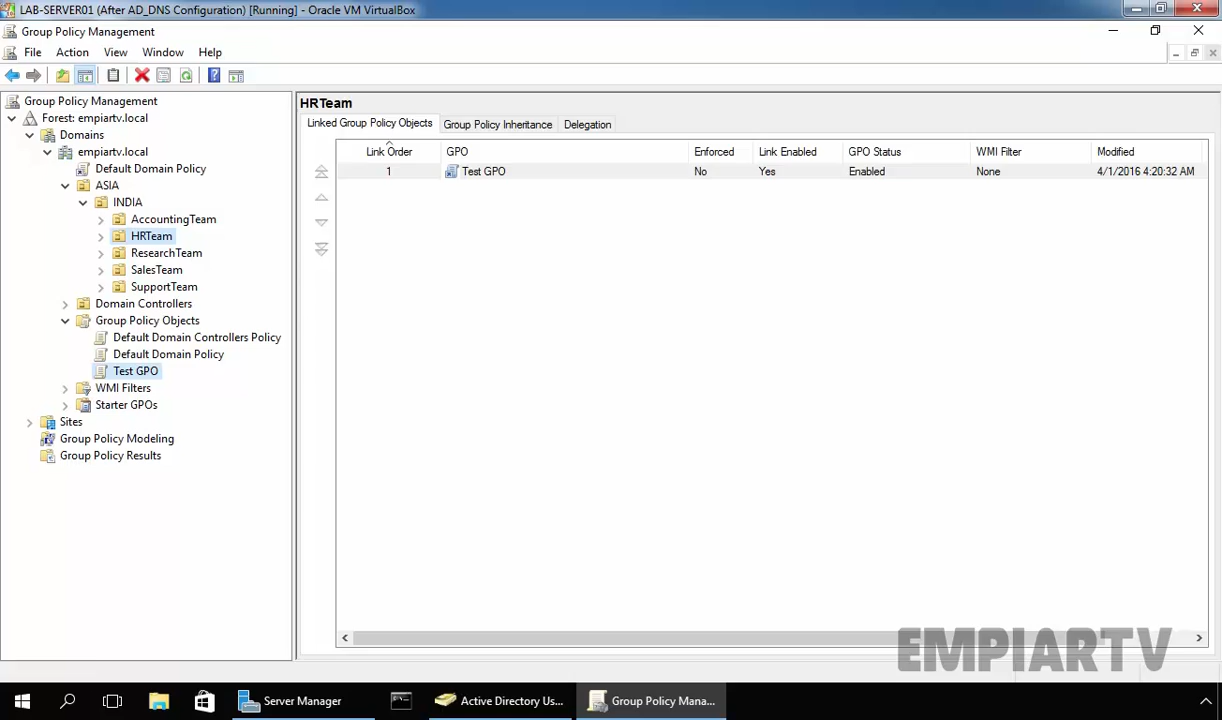 LAB-SERVER01 (After AD_DNS Configuration) [Running] - Oracle VM VirtualBox
Group Policy Management
File Action View Window Help
Group Policy Management
Forest: empiartv.local
Domains
empiartv.local
Default Domain Policy
ASIA
INDIA
AccountingTeam
HRTeam
ResearchTeam
SalesTeam
SupportTeam
Domain Controllers
Group Policy Objects
Default Domain Controllers Policy
Default Domain Policy
Test GPO
WMI Filters
Starter GPOs
Sites
Group Policy Modeling
Group Policy Results
HRTeam
Linked Group Policy Objects Group Policy Inheritance Delegation
Link Order GPO Enforced Link Enabled GPO Status WMI Filter Modified
1 Test GPO No Yes Enabled None 4/1/2016 4:20:32 AM
EMPIARTV
Server Manager Active Directory Us... Group Policy Mana...